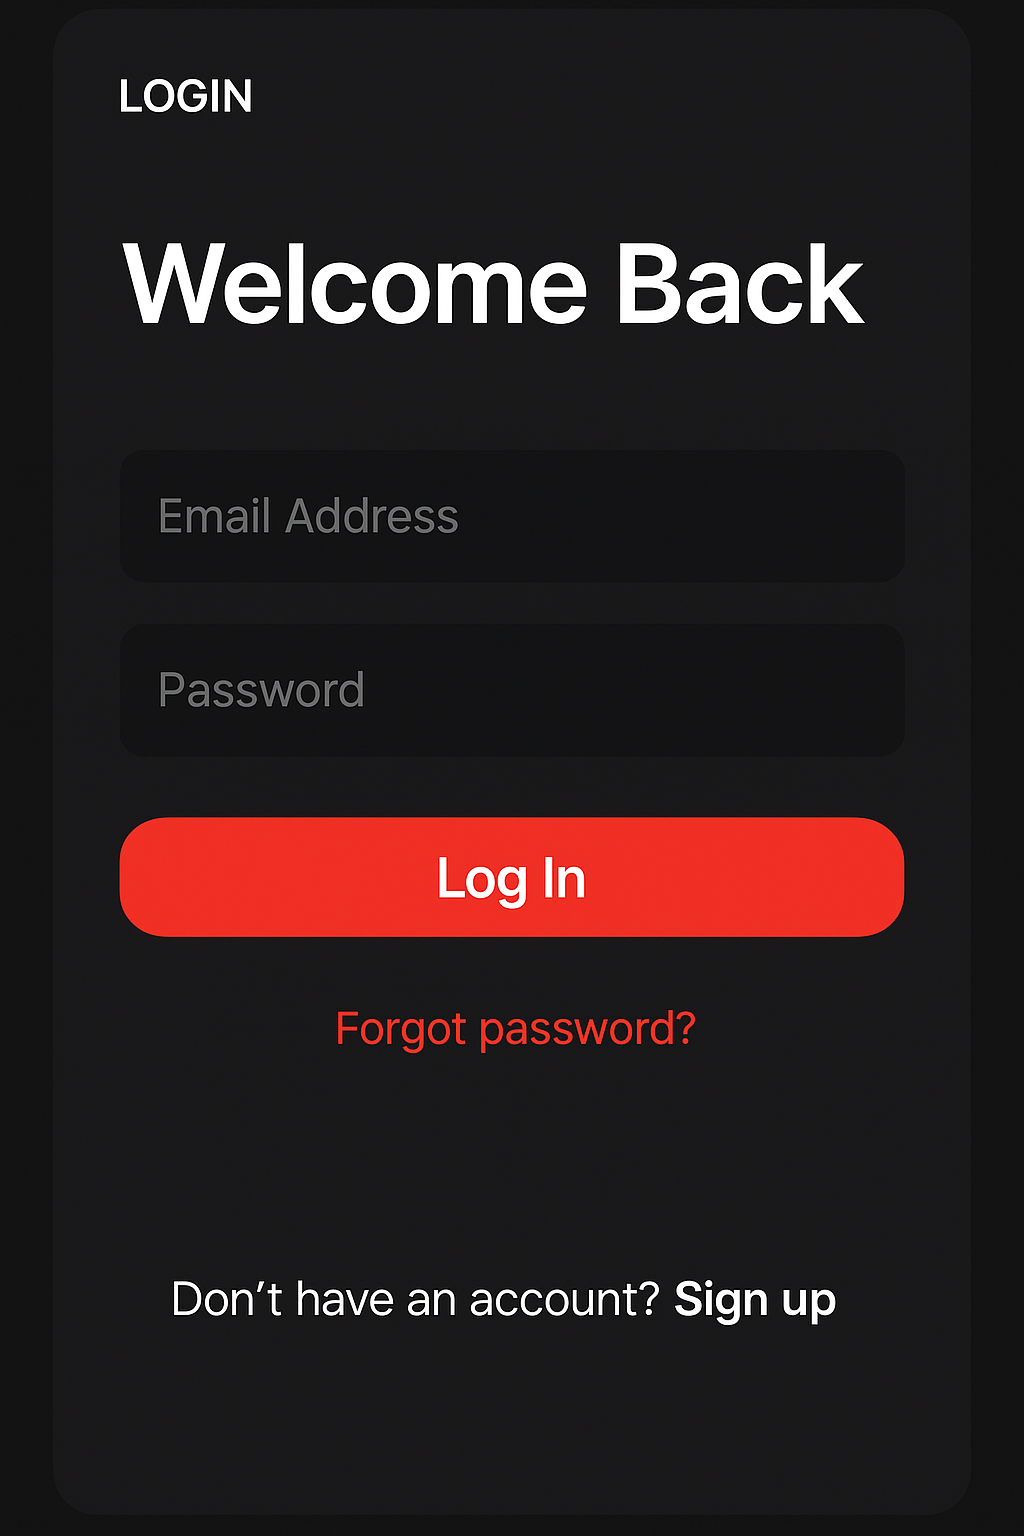 LOGIN
Welcome Back
Email Address
Password
Log In
Forgot password?
Don’t have an account? Sign up